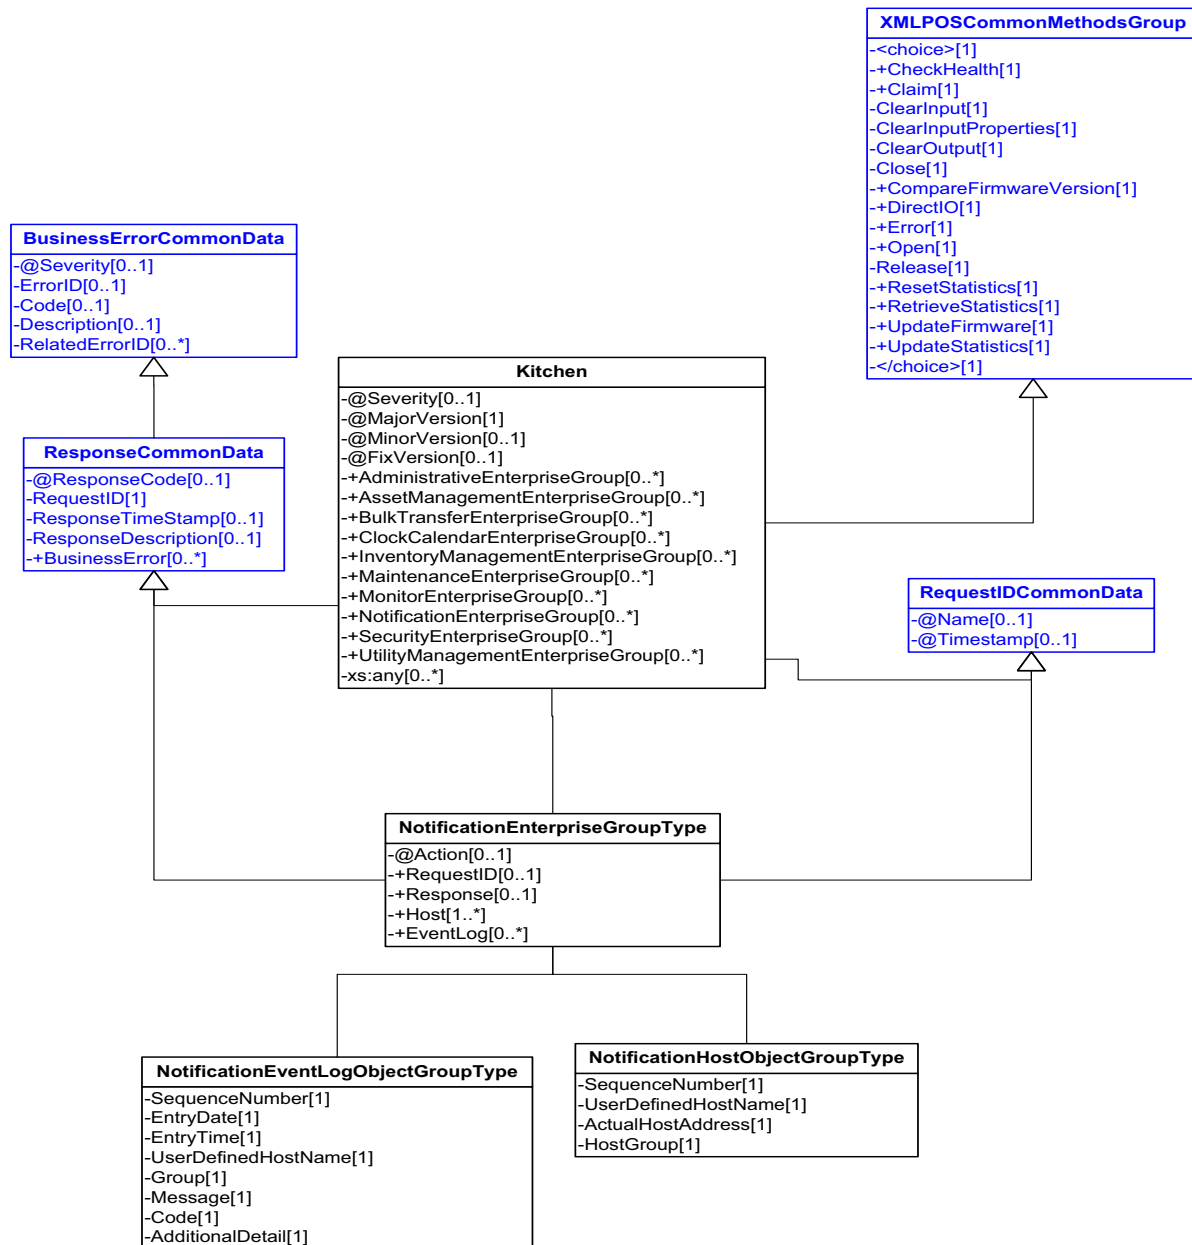 XMLPOSCommonMethodsGroup
-<choice>[1]
-+CheckHealth[1]
-+Claim[1]
-ClearInput[1]
-ClearInputProperties[1]
-ClearOutput[1]
-Close[1]
-+CompareFirmwareVersion[1]
-+DirectIO[1]
-+Error[1]
-+Open[1]
-Release[1]
-+ResetStatistics[1]
-+RetrieveStatistics[1]
-+UpdateFirmware[1]
-+UpdateStatistics[1]
-</choice>[1]
BusinessErrorCommonData
-@Severity[0..1]
-ErrorID[0..1]
-Code[0..1]
-Description[0..1]
-RelatedErrorID[0..*]
Kitchen
-@Severity[0..1]
-@MajorVersion[1]
-@MinorVersion[0..1]
-@FixVersion[0..1]
-+AdministrativeEnterpriseGroup[0..*]
-+AssetManagementEnterpriseGroup[0..*]
-+BulkTransferEnterpriseGroup[0..*]
-+ClockCalendarEnterpriseGroup[0..*]
-+InventoryManagementEnterpriseGroup[0..*]
-+MaintenanceEnterpriseGroup[0..*]
-+MonitorEnterpriseGroup[0..*]
-+NotificationEnterpriseGroup[0..*]
-+SecurityEnterpriseGroup[0..*]
-+UtilityManagementEnterpriseGroup[0..*]
-xs:any[0..*]
ResponseCommonData
-@ResponseCode[0..1]
-RequestID[1]
-ResponseTimeStamp[0..1]
-ResponseDescription[0..1]
-+BusinessError[0..*]
RequestIDCommonData
-@Name[0..1]
-@Timestamp[0..1]
NotificationEnterpriseGroupType
-@Action[0..1]
-+RequestID[0..1]
-+Response[0..1]
-+Host[1..*]
-+EventLog[0..*]
NotificationEventLogObjectGroupType
-SequenceNumber[1]
-EntryDate[1]
-EntryTime[1]
-UserDefinedHostName[1]
-Group[1]
-Message[1]
-Code[1]
-AdditionalDetail[1]
NotificationHostObjectGroupType
-SequenceNumber[1]
-UserDefinedHostName[1]
-ActualHostAddress[1]
-HostGroup[1]